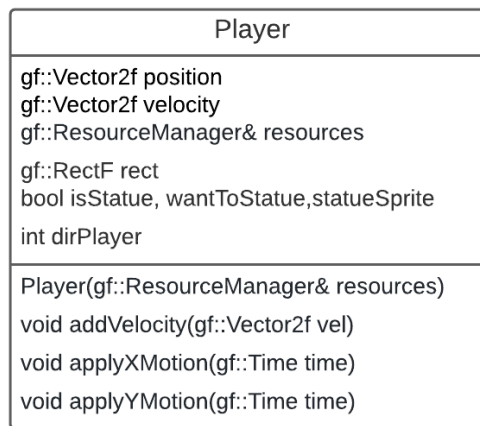 Player
gf::Vector2f position
gf::Vector2f velocity
gf::ResourceManager& resources
gf::RectF rect
bool isStatue, wantToStatue,statueSprite
int dirPlayer
Player(gf::ResourceManager& resources)
void addVelocity(gf::Vector2f vel)
void applyXMotion(gf::Time time)
void applyYMotion(gf::Time time)